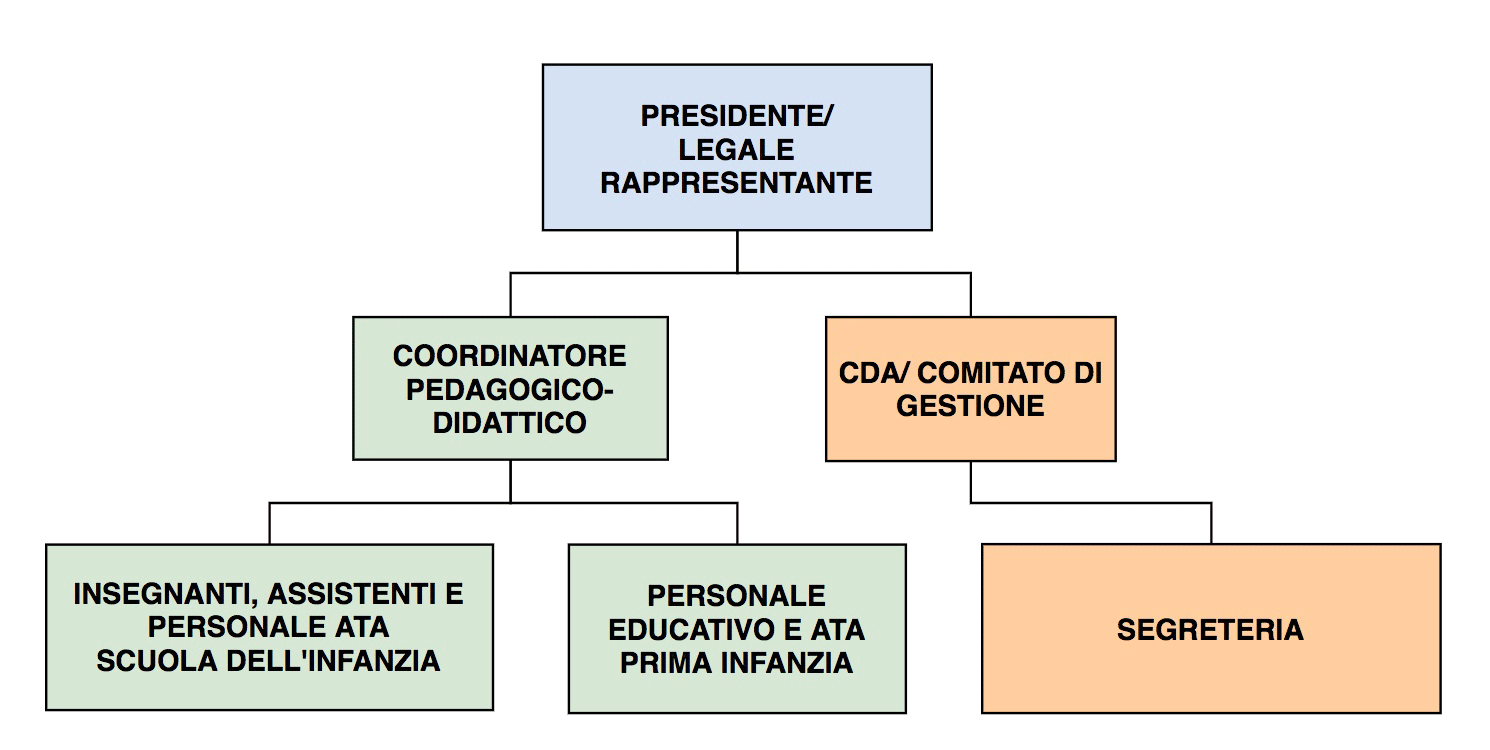 PRESIDENTE/
LEGALE
RAPPRESENTANTE
COORDINATORE
PEDAGOGICO-
DIDATTICO
CDA/ COMITATO DI
GESTIONE
INSEGNANTI, ASSISTENTI E
PERSONALE ATA
SCUOLA DELL'INFANZIA
PERSONALE
EDUCATIVO E ATA
PRIMA INFANZIA
SEGRETERIA